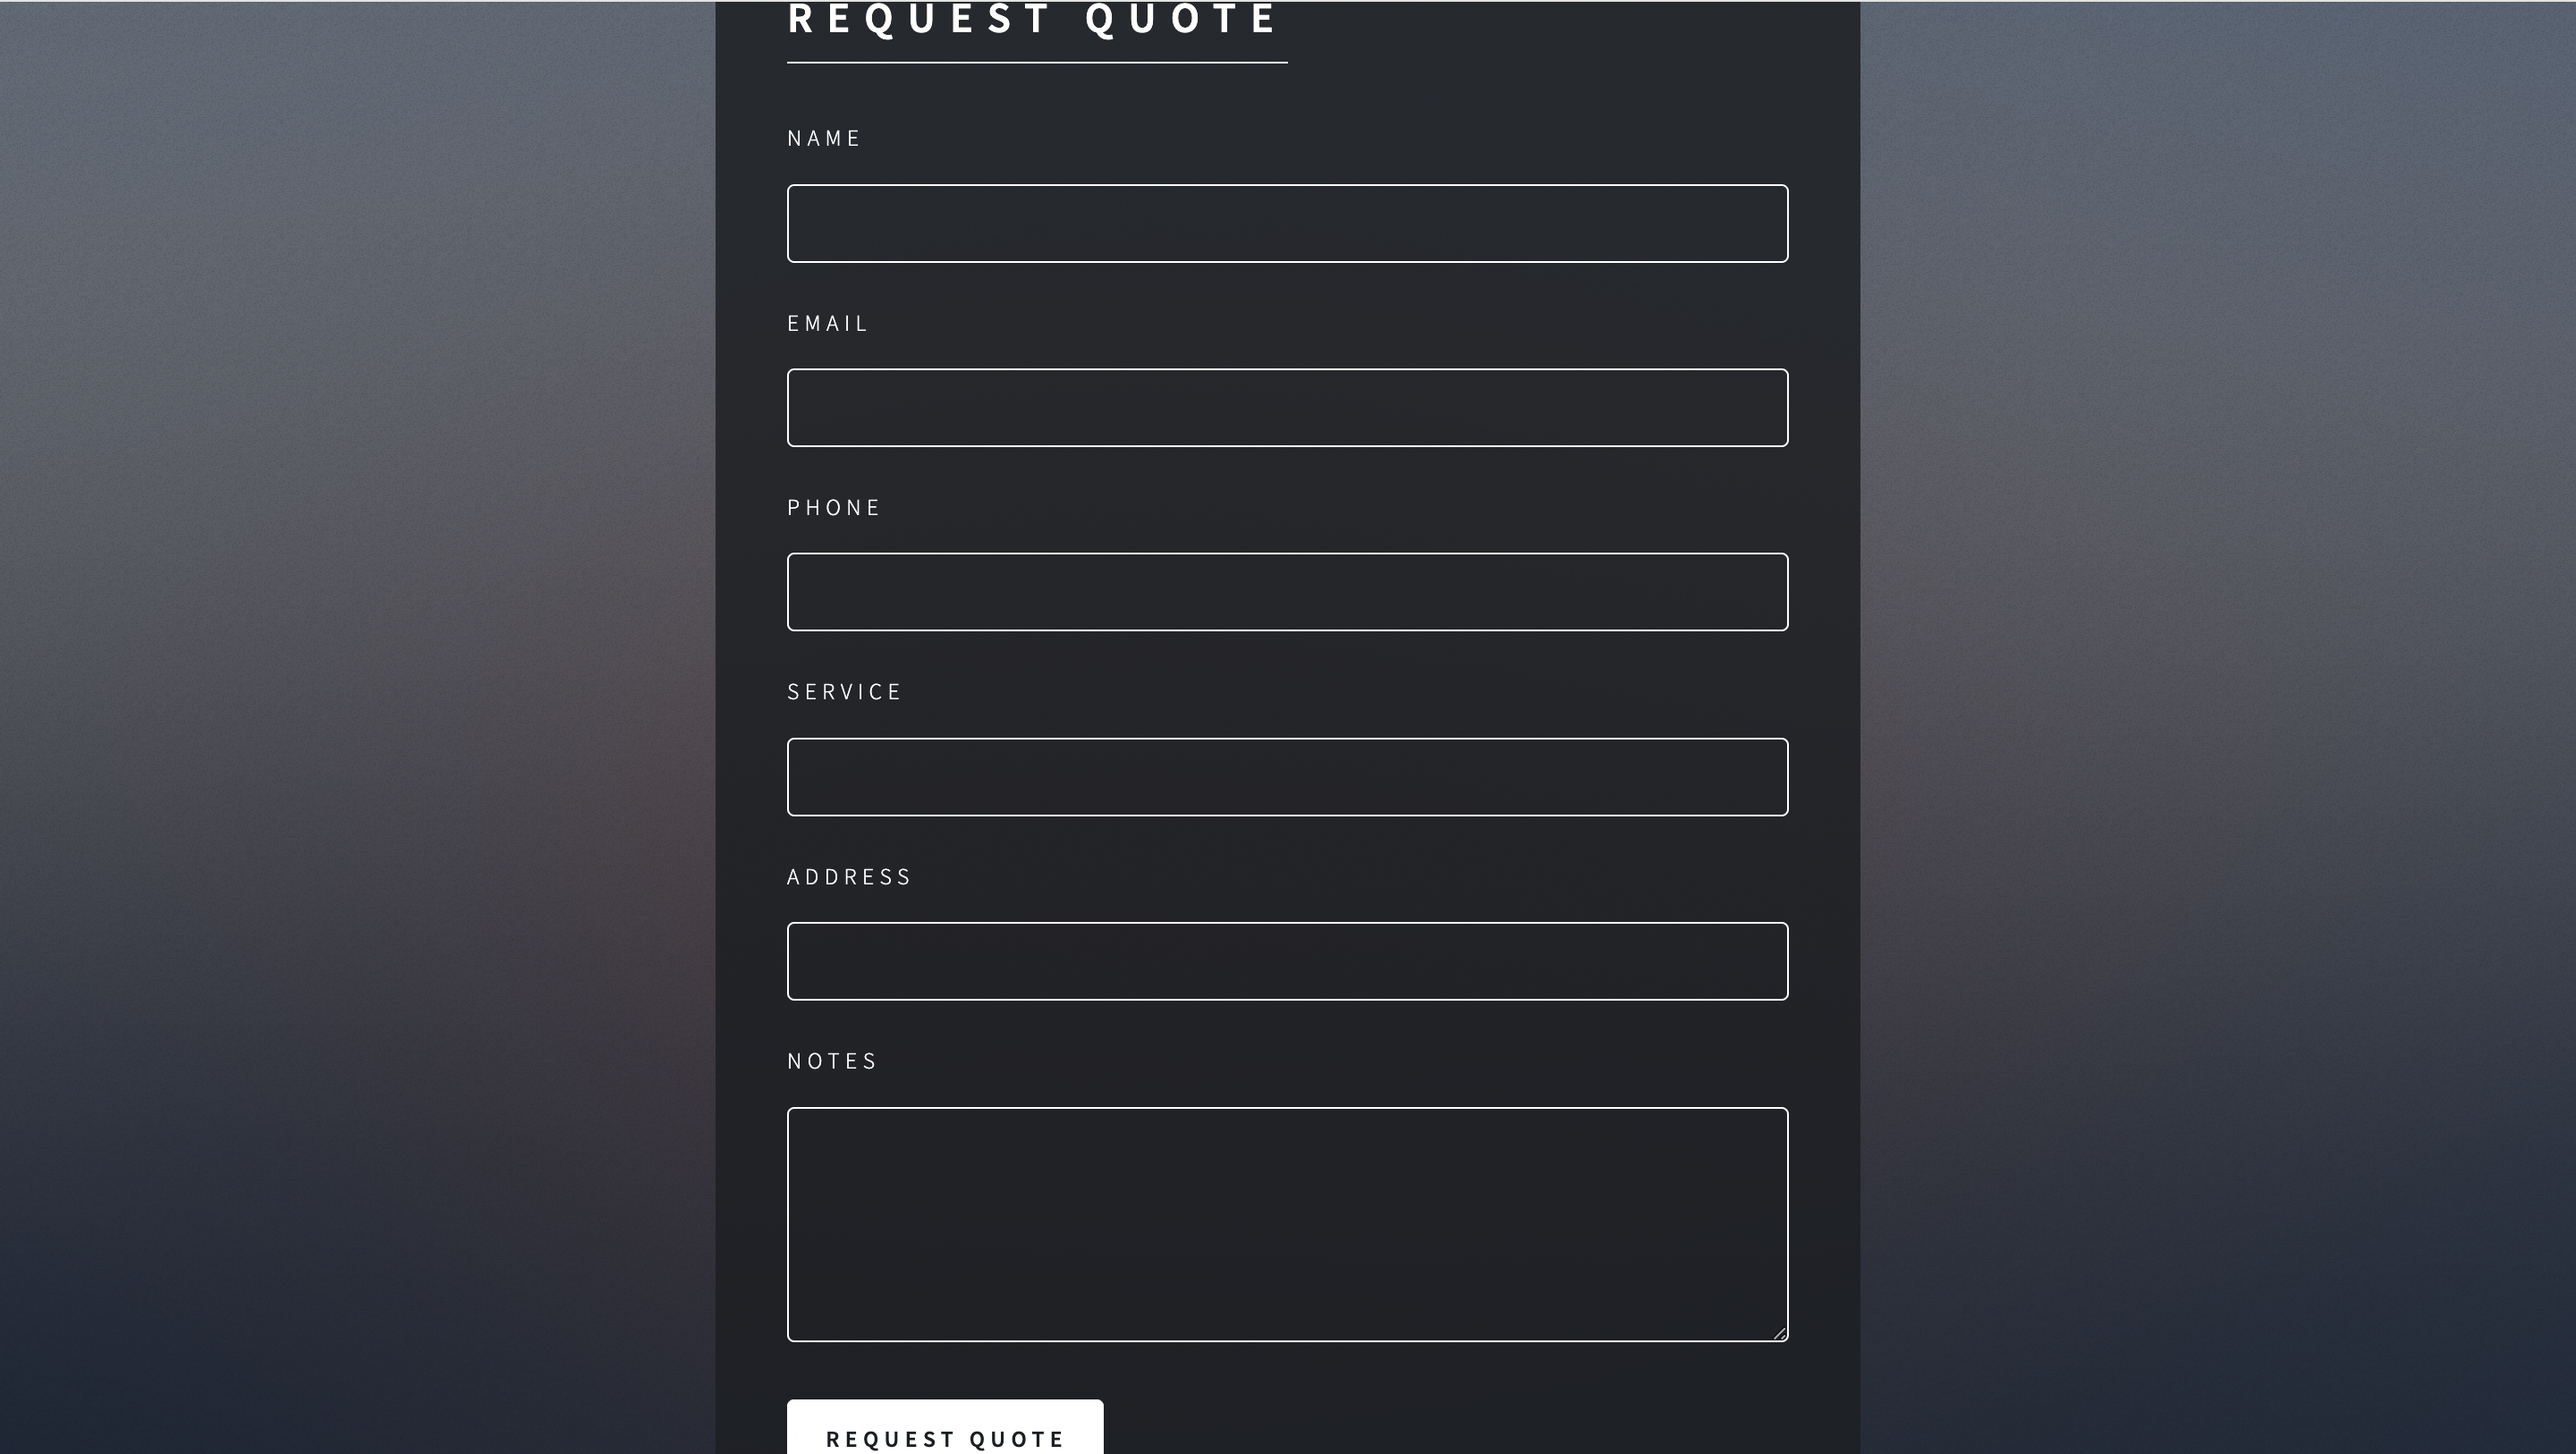 REQUEST QUOTE
NAME
EMAIL
PHONE
SERVICE
ADDRESS
NOTES
REQUEST QUOTE